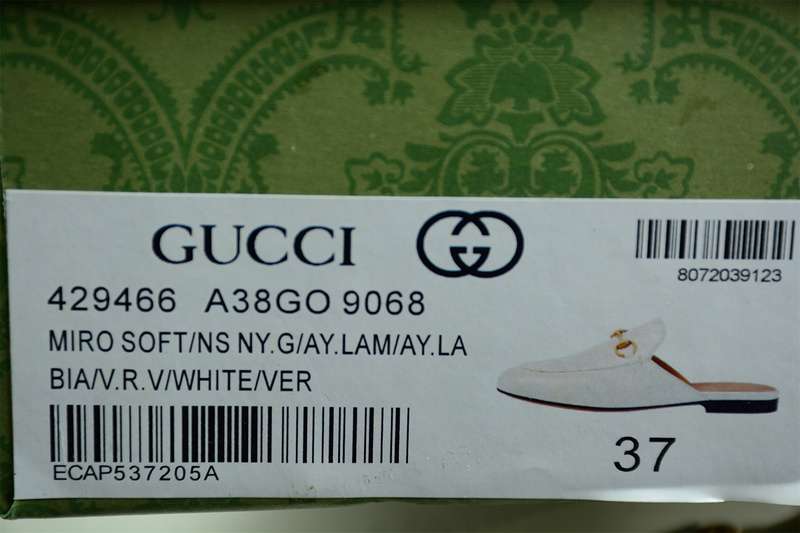 GUCCI
8072039123
429466 A38GO 9068
MIRO SOFT/NS NY.G/AY.LAM/AY.LA
BIA/V.R.V/WHITE/VER
ECAP537205A
37